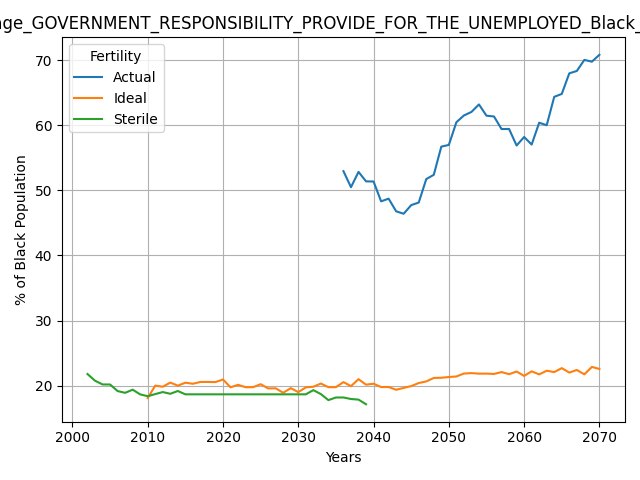 ge_GOVERNMENT_RESPONSIBILITY_PROVIDE_FOR_THE_UNEMPLOYED_Black_
Fertility
Actual
Ideal
Sterile
% of Black Population
70
60
50
40
30
20
2000 2010 2020 2030 2040 2050 2060 2070
Years